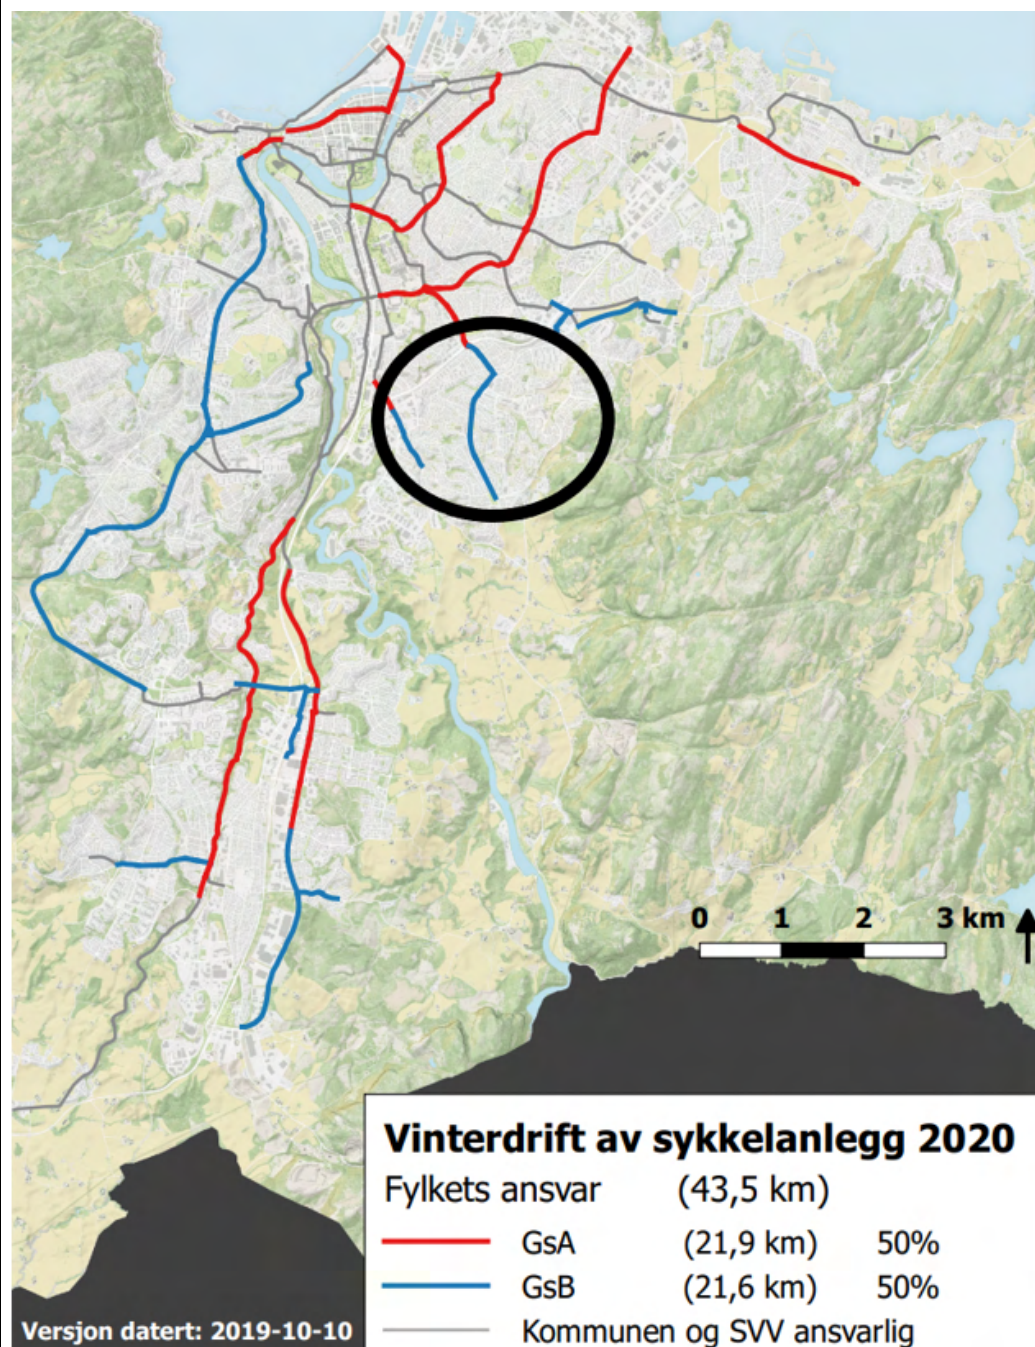 0 1 2 3 km
Vinterdrift av sykkelanlegg 2020
Fylkets ansvar (43,5 km)
GsA (21,9 km) 50%
GsB (21,6 km) 50%
Kommunen og SVV ansvarlig
Versjon datert: 2019-10-10